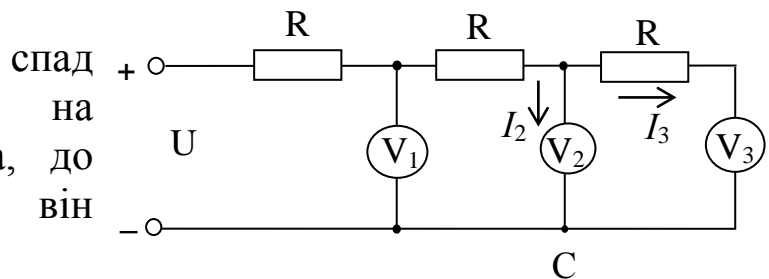 R R R
спад +
на I₂ I₃
U
а, до V₁ V₂ V₃
він
–
C